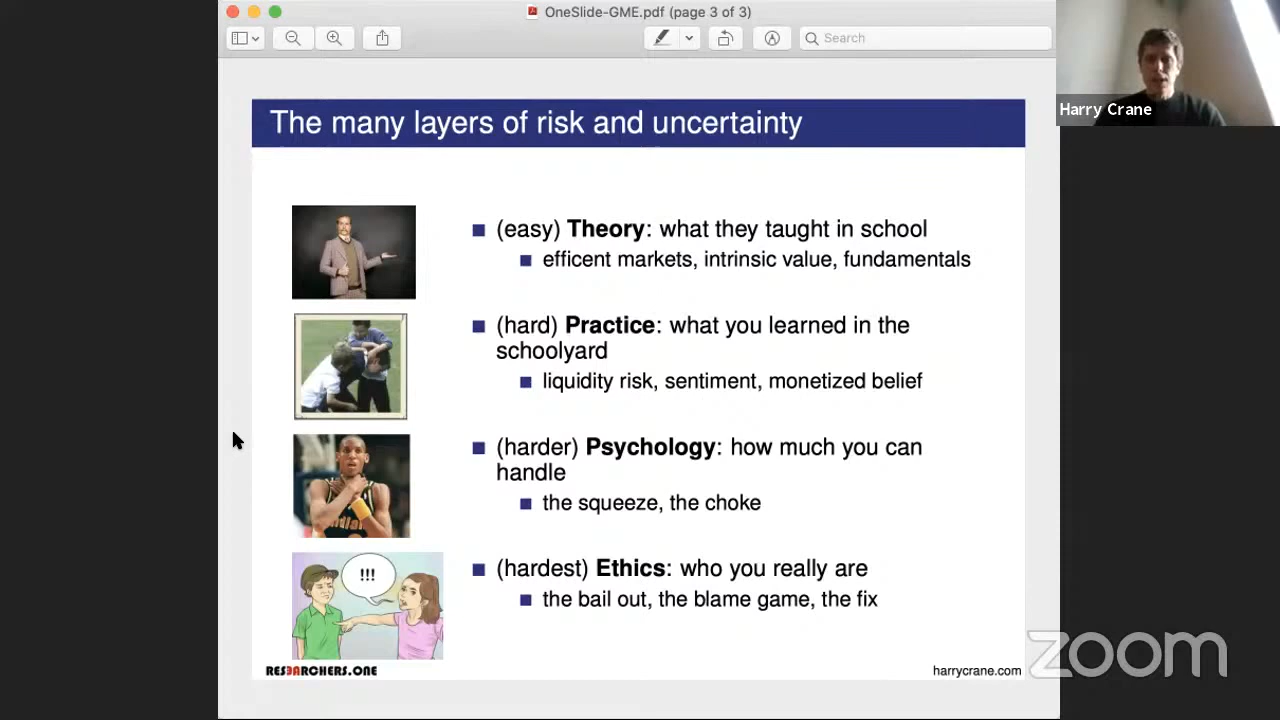 OneSlide-GME.pdf (page 3 of 3)
Search
Harry Crane
The many layers of risk and uncertainty
(easy) Theory: what they taught in school
efficent markets, intrinsic value, fundamentals
(hard) Practice: what you learned in the
schoolyard
liquidity risk, sentiment, monetized belief
(harder) Psychology: how much you can
handle
the squeeze, the choke
(hardest) Ethics: who you really are
the bail out, the blame game, the fix
!!!
RESEARCHERS.ONE
harrycrane.com
zoom